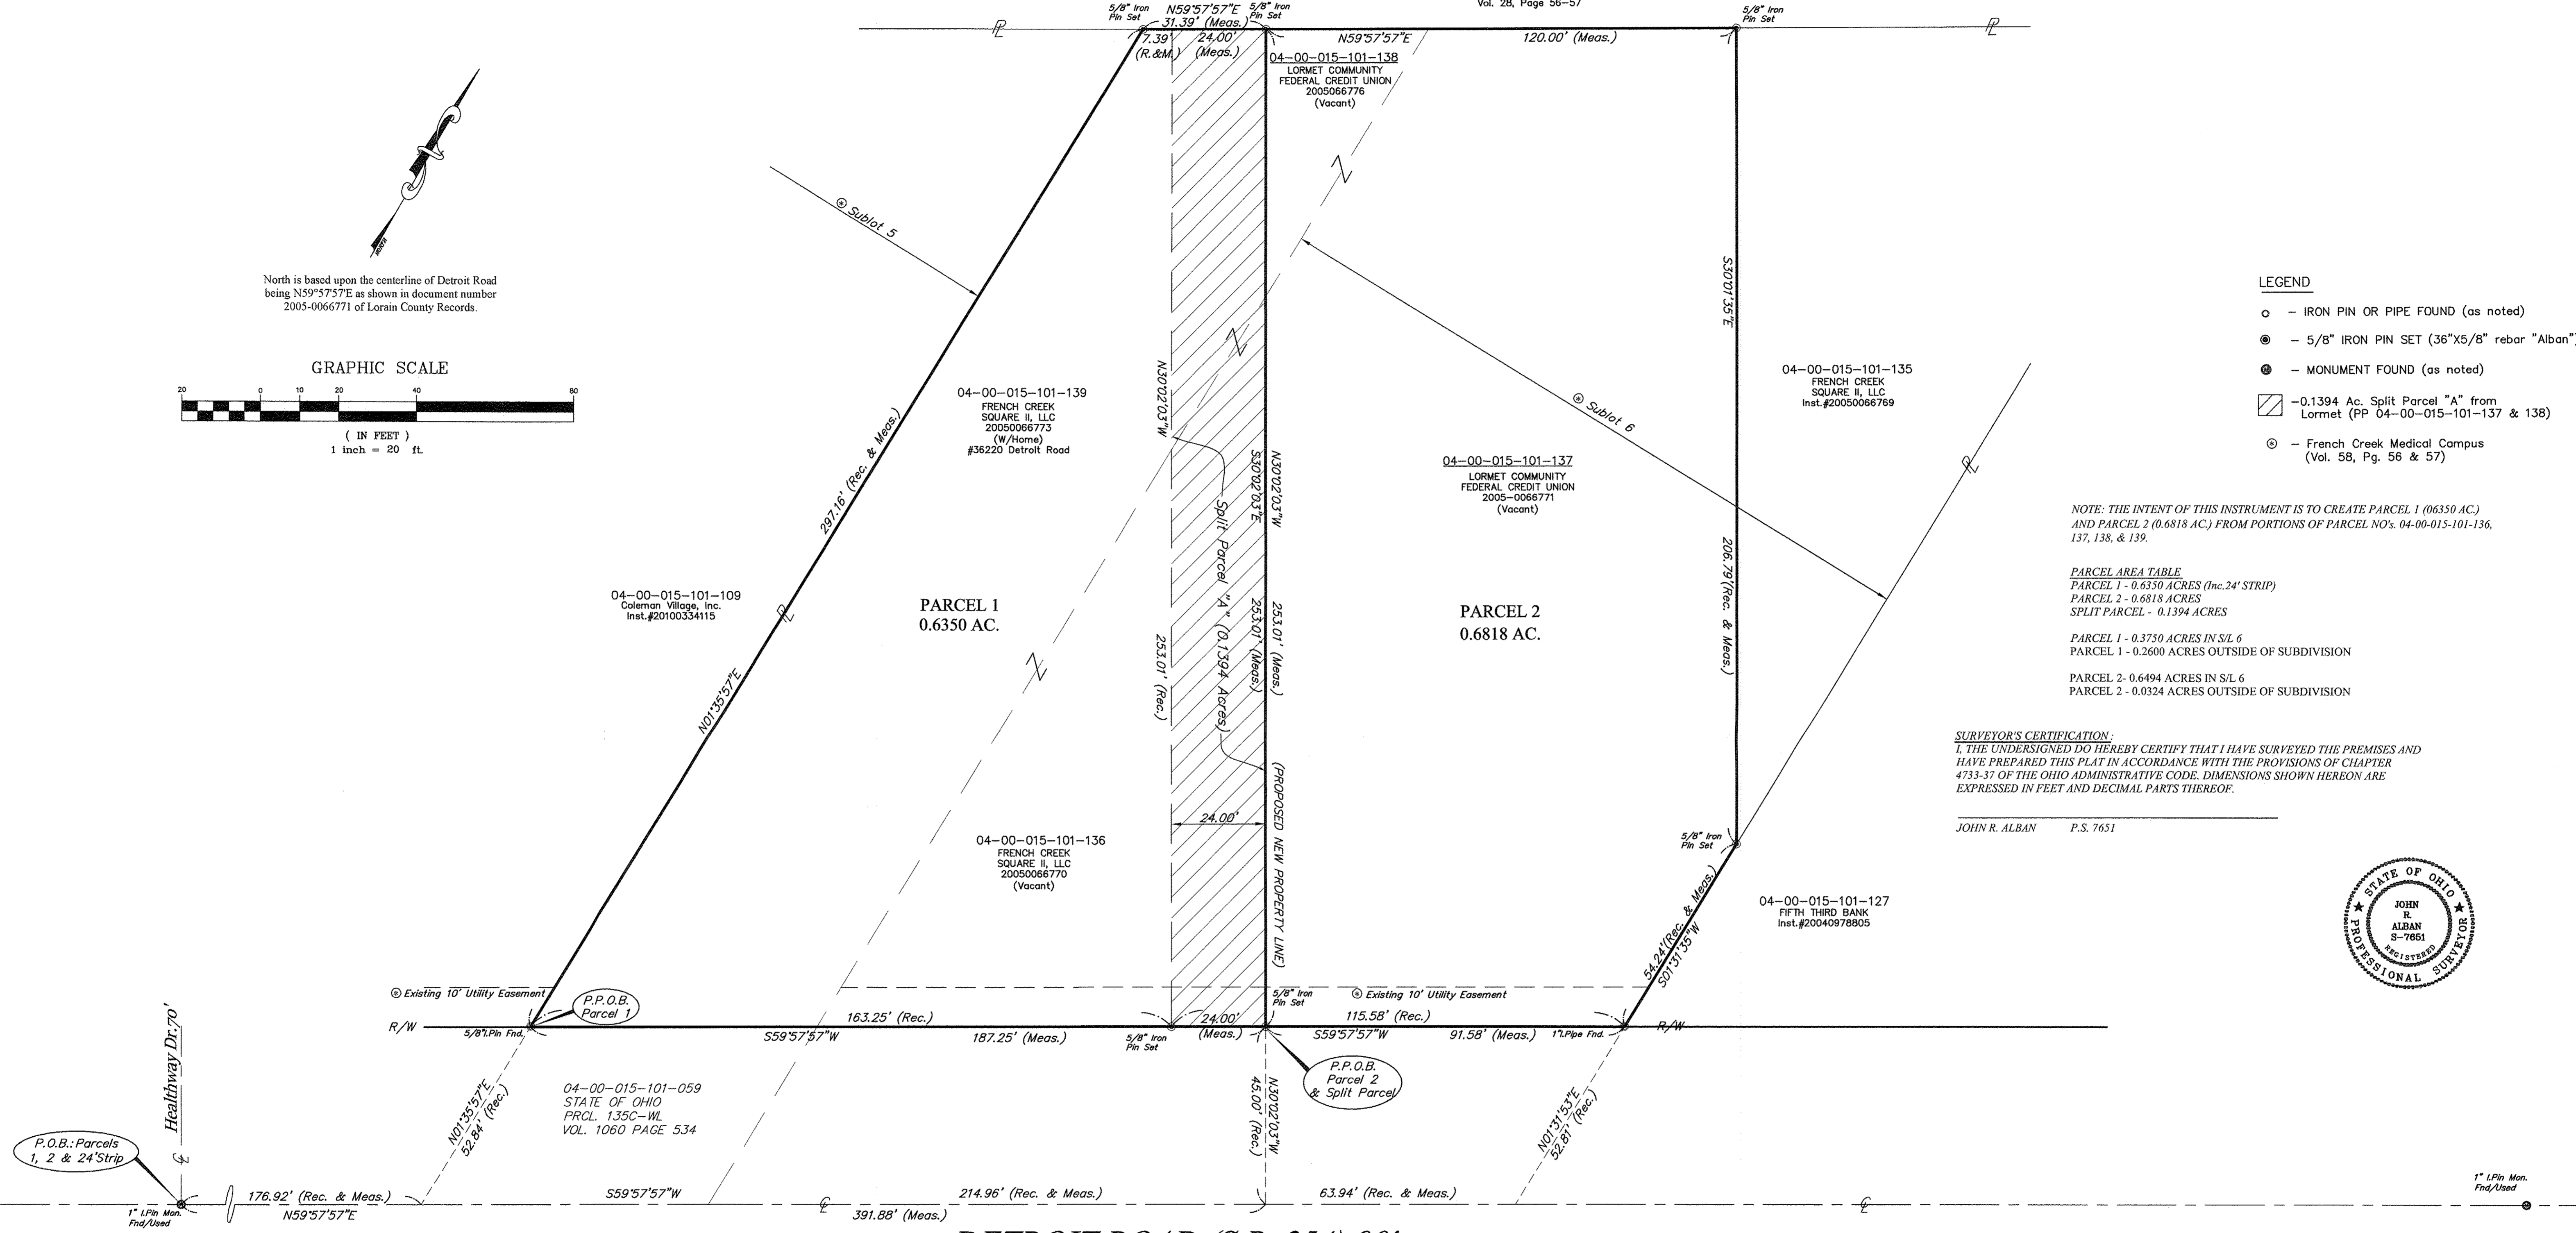 Vol. 28, Page 56-57
5/8" Iron
Pin Set
N59°57'57"E
31.39' (Meas.)
5/8" Iron
Pin Set
5/8" Iron
Pin Set
7.39'
(R.&M.)
24.00'
(Meas.)
N59°57'57"E
120.00' (Meas.)
04-00-015-101-138
LORMET COMMUNITY
FEDERAL CREDIT UNION
2005066776
(Vacant)
Sublot 5
NORTH
North is based upon the centerline of Detroit Road
being N59°57'57'E as shown in document number
2005-0066771 of Lorain County Records.
GRAPHIC SCALE
20 0 10 20 40 80
( IN FEET )
1 inch = 20 ft.
04-00-015-101-139
FRENCH CREEK
SQUARE II, LLC
20050066773
(W/Home)
#36220 Detroit Road
297.16' (Rec. & Meas.)
N01°35'57"E
04-00-015-101-109
Coleman Village, Inc.
Inst.#20100334115
PARCEL 1
0.6350 AC.
N30°02'03"W
253.01' (Rec.)
Split Parcel "A" (0.1394 Acres)
S30°02'03"E
253.01' (Meas.)
N30°02'03"W
253.01' (Meas.)
(PROPOSED NEW PROPERTY LINE)
24.00'
04-00-015-101-137
LORMET COMMUNITY
FEDERAL CREDIT UNION
2005-0066771
(Vacant)
PARCEL 2
0.6818 AC.
Sublot 6
S30°01'35"E
206.79'(Rec. & Meas.)
04-00-015-101-135
FRENCH CREEK
SQUARE II, LLC
Inst.#20050066769
LEGEND
- IRON PIN OR PIPE FOUND (as noted)
- 5/8" IRON PIN SET (36"X5/8" rebar "Alban")
- MONUMENT FOUND (as noted)
-0.1394 Ac. Split Parcel "A" from
Lormet (PP 04-00-015-101-137 & 138)
- French Creek Medical Campus
(Vol. 58, Pg. 56 & 57)
NOTE: THE INTENT OF THIS INSTRUMENT IS TO CREATE PARCEL 1 (06350 AC.)
AND PARCEL 2 (0.6818 AC.) FROM PORTIONS OF PARCEL NO's. 04-00-015-101-136,
137, 138, & 139.
PARCEL AREA TABLE
PARCEL 1 - 0.6350 ACRES (Inc.24' STRIP)
PARCEL 2 - 0.6818 ACRES
SPLIT PARCEL - 0.1394 ACRES
PARCEL 1 - 0.3750 ACRES IN S/L 6
PARCEL 1 - 0.2600 ACRES OUTSIDE OF SUBDIVISION
PARCEL 2- 0.6494 ACRES IN S/L 6
PARCEL 2 - 0.0324 ACRES OUTSIDE OF SUBDIVISION
SURVEYOR'S CERTIFICATION :
I, THE UNDERSIGNED DO HEREBY CERTIFY THAT I HAVE SURVEYED THE PREMISES AND
HAVE PREPARED THIS PLAT IN ACCORDANCE WITH THE PROVISIONS OF CHAPTER
4733-37 OF THE OHIO ADMINISTRATIVE CODE. DIMENSIONS SHOWN HEREON ARE
EXPRESSED IN FEET AND DECIMAL PARTS THEREOF.
JOHN R. ALBAN P.S. 7651
STATE OF OHIO
JOHN
R.
ALBAN
S-7651
REGISTERED
PROFESSIONAL SURVEYOR
04-00-015-101-136
FRENCH CREEK
SQUARE II, LLC
20050066770
(Vacant)
5/8" Iron
Pin Set
54.24'(Rec. & Meas.)
S01°31'35"W
04-00-015-101-127
FIFTH THIRD BANK
Inst.#20040978805
Existing 10' Utility Easement
P.P.O.B.
Parcel 1
5/8" Iron
Pin Set
Existing 10' Utility Easement
R/W
5/8"I.Pin Fnd.
163.25' (Rec.)
S59°57'57"W
187.25' (Meas.)
5/8" Iron
Pin Set
24.00'
(Meas.)
115.58' (Rec.)
S59°57'57"W
91.58' (Meas.)
1"I.Pipe Fnd.
R/W
P.P.O.B.
Parcel 2
& Split Parcel
Healthway Dr.70'
N01°35'57"E
52.84' (Rec.)
04-00-015-101-059
STATE OF OHIO
PRCL. 135C-WL
VOL. 1060 PAGE 534
45.00' (Rec.)
N30°02'03"W
N01°31'53"E
52.81' (Rec.)
P.O.B.:Parcels
1, 2 & 24'Strip
1" I.Pin Mon.
Fnd/Used
176.92' (Rec. & Meas.)
N59°57'57"E
S59°57'57"W
391.88' (Meas.)
214.96' (Rec. & Meas.)
63.94' (Rec. & Meas.)
1" I.Pin Mon.
Fnd/Used